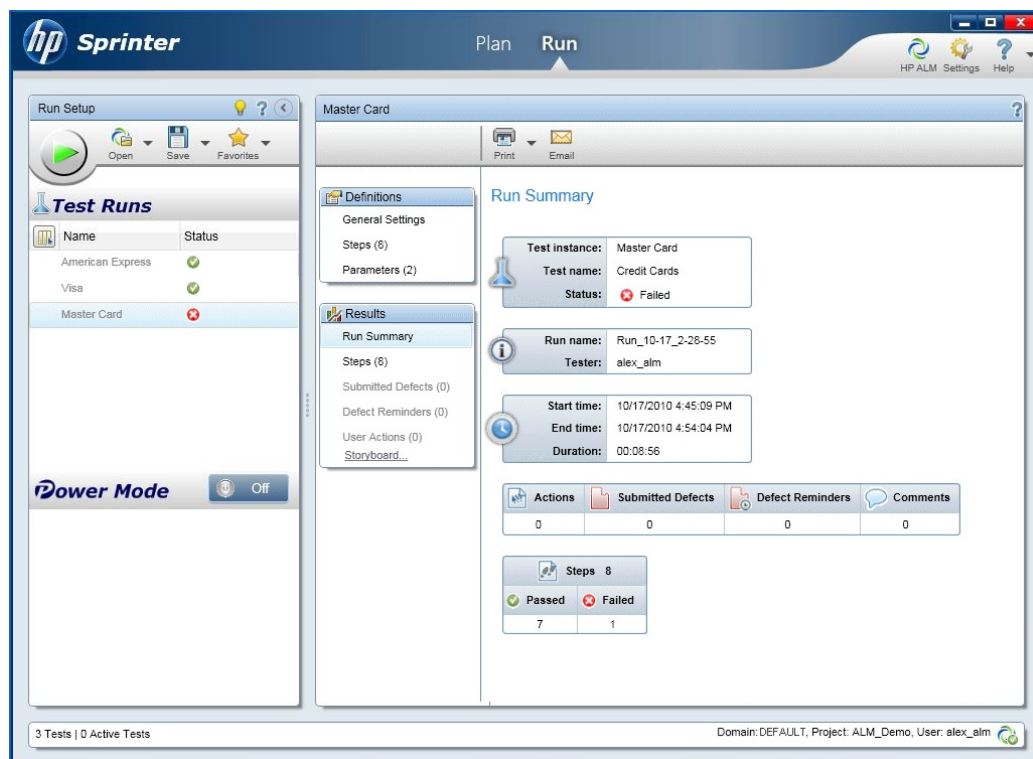 hp Sprinter
Plan Run
HP ALM Settings Help
Run Setup
Open Save Favorites
Test Runs
Name Status
American Express
Visa
Master Card
Power Mode Off
Master Card
Print Email
Definitions
General Settings
Steps (8)
Parameters (2)
Results
Run Summary
Steps (8)
Submitted Defects (0)
Defect Reminders (0)
User Actions (0)
Storyboard...
Run Summary
Test instance: Master Card
Test name: Credit Cards
Status: Failed
Run name: Run_10-17_2-28-55
Tester: alex_alm
Start time: 10/17/2010 4:45:09 PM
End time: 10/17/2010 4:54:04 PM
Duration: 00:08:56
Actions Submitted Defects Defect Reminders Comments
0 0 0 0
Steps 8
Passed Failed
7 1
3 Tests | 0 Active Tests
Domain: DEFAULT, Project: ALM_Demo, User: alex_alm